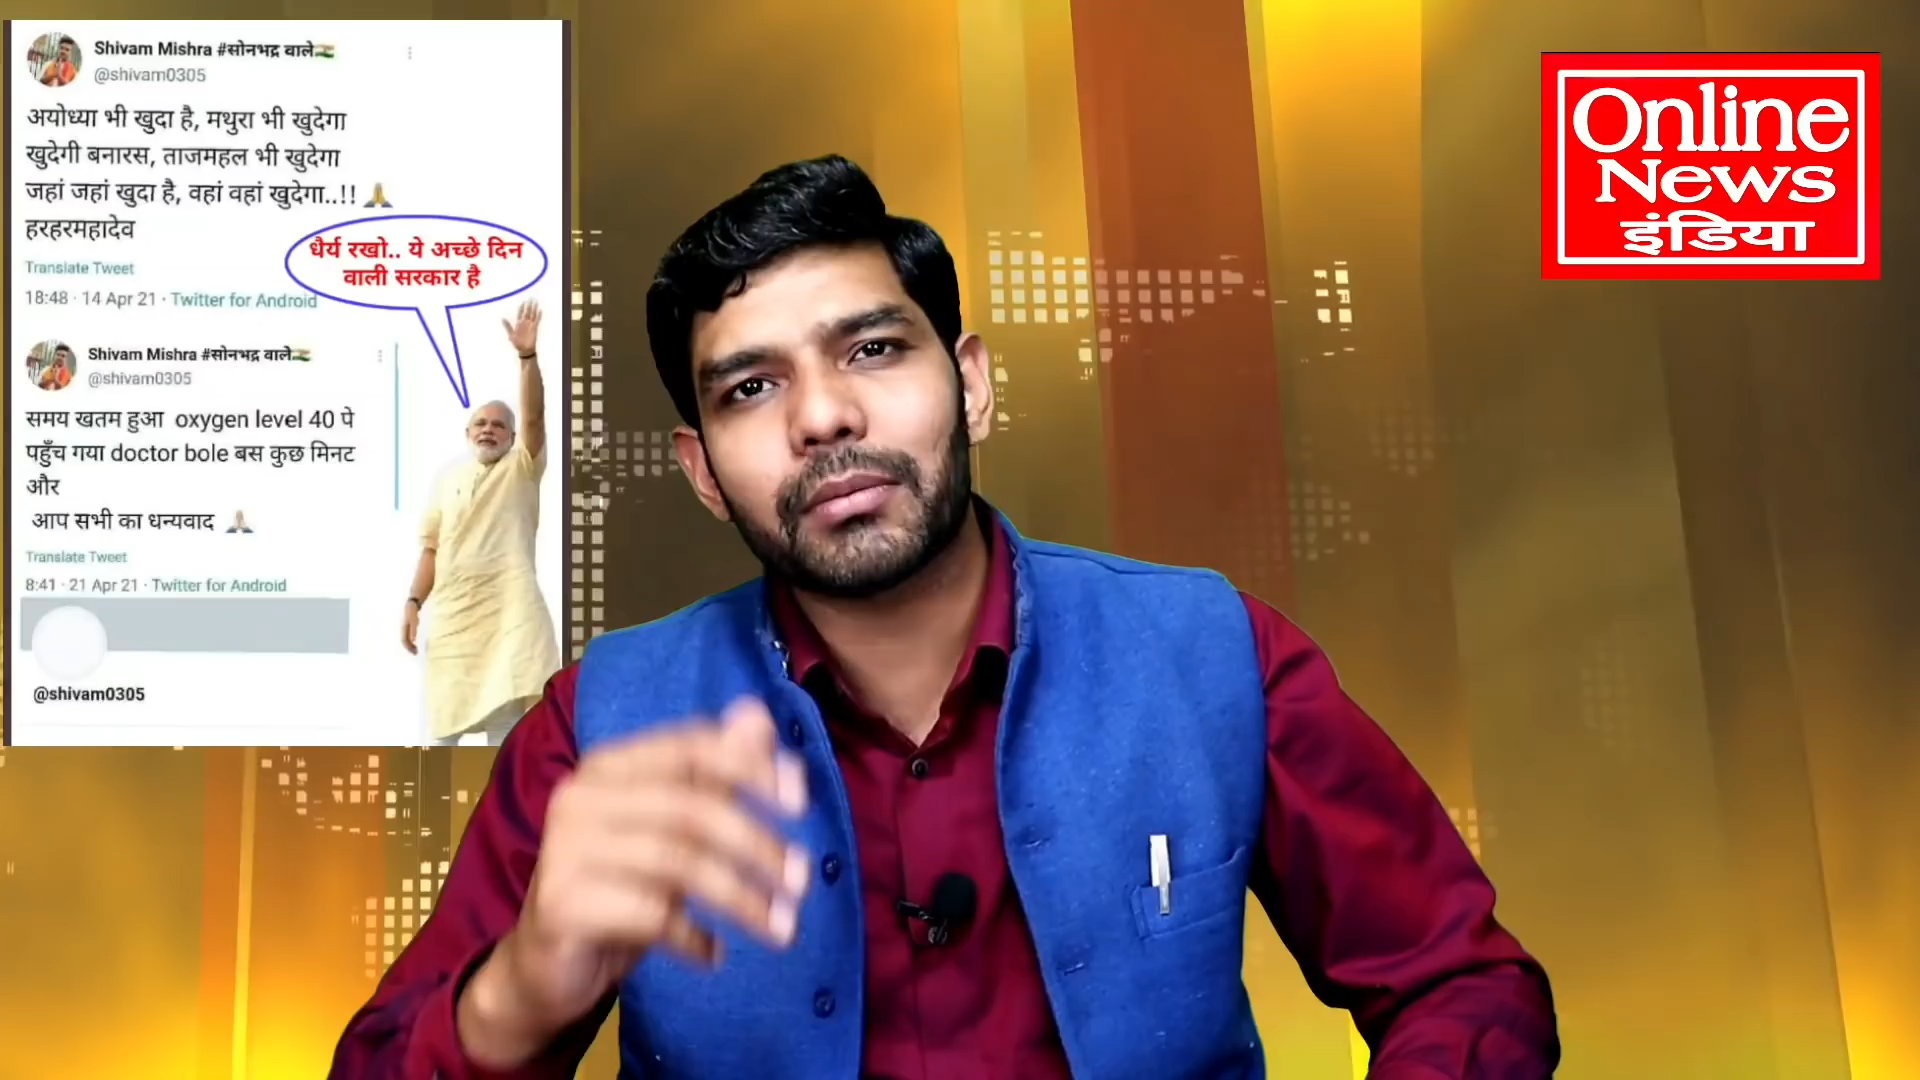 Shivam Mishra #सोनभद्र वाले
@shivam0305
अयोध्या भी खुदा है, मथुरा भी खुदेगा
खुदेगी बनारस, ताजमहल भी खुदेगा
जहां जहां खुदा है, वहां वहां खुदेगा..!! 🙏
हरहरमहादेव
Translate Tweet
18:48 · 14 Apr 21 · Twitter for Android
धैर्य रखो.. ये अच्छे दिन
वाली सरकार है
Shivam Mishra #सोनभद्र वाले
@shivam0305
समय खतम हुआ oxygen level 40 पे
पहुँच गया doctor bole बस कुछ मिनट
और
आप सभी का धन्यवाद 🙏
Translate Tweet
8:41 · 21 Apr 21 · Twitter for Android
@shivam0305
Online
News
इंडिया